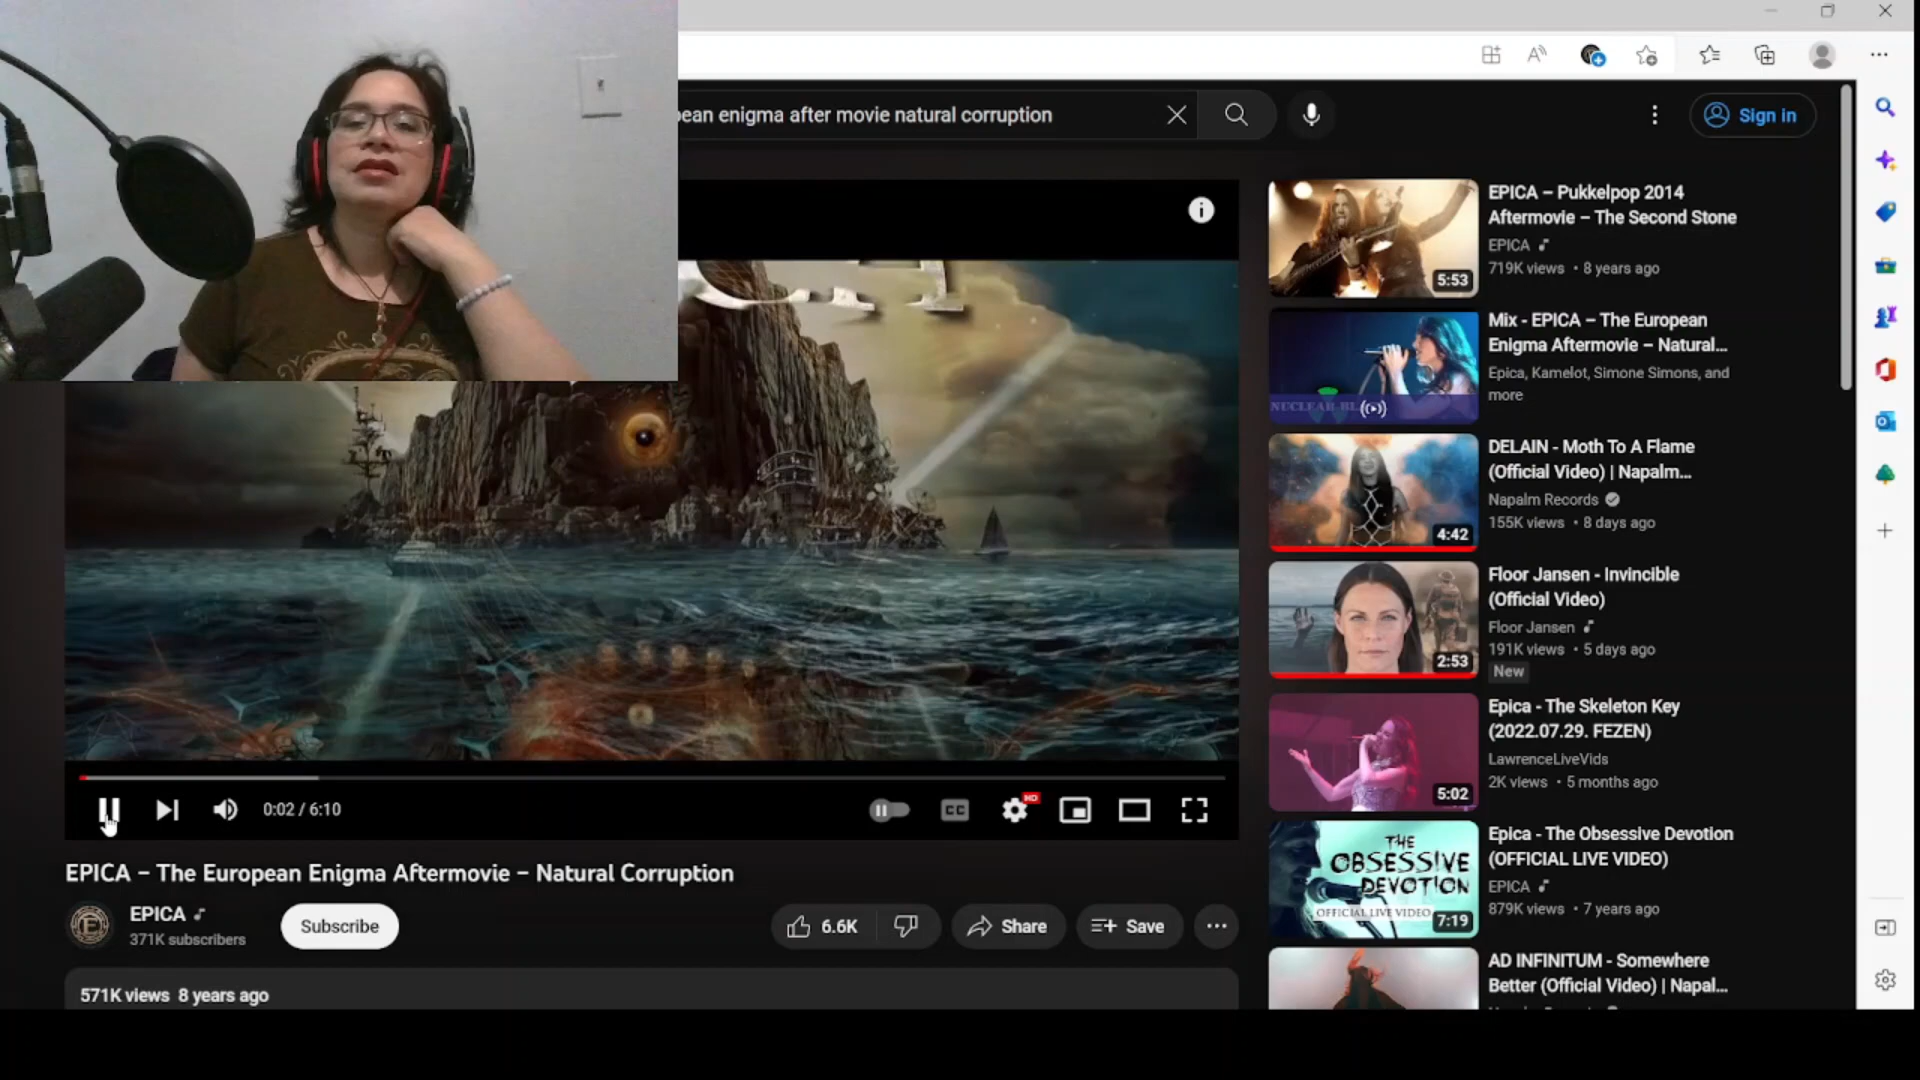 pean enigma after movie natural corruption
Sign in
EPICA – Pukkelpop 2014
Aftermovie – The Second Stone
EPICA
719K views • 8 years ago
5:53
Mix - EPICA – The European
Enigma Aftermovie – Natural...
Epica, Kamelot, Simone Simons, and
more
NUCLEAR BL
DELAIN - Moth To A Flame
(Official Video) | Napalm...
Napalm Records
155K views • 8 days ago
4:42
Floor Jansen - Invincible
(Official Video)
Floor Jansen
191K views • 5 days ago
New
2:53
Epica - The Skeleton Key
(2022.07.29. FEZEN)
LawrenceLiveVids
2K views • 5 months ago
5:02
THE
OBSESSIVE
DEVOTION
OFFICIAL LIVE VIDEO
7:19
Epica - The Obsessive Devotion
(OFFICIAL LIVE VIDEO)
EPICA
879K views • 7 years ago
AD INFINITUM - Somewhere
Better (Official Video) | Napal...
0:02 / 6:10
CC
HD
EPICA – The European Enigma Aftermovie – Natural Corruption
EPICA
371K subscribers
Subscribe
6.6K
Share
Save
571K views 8 years ago